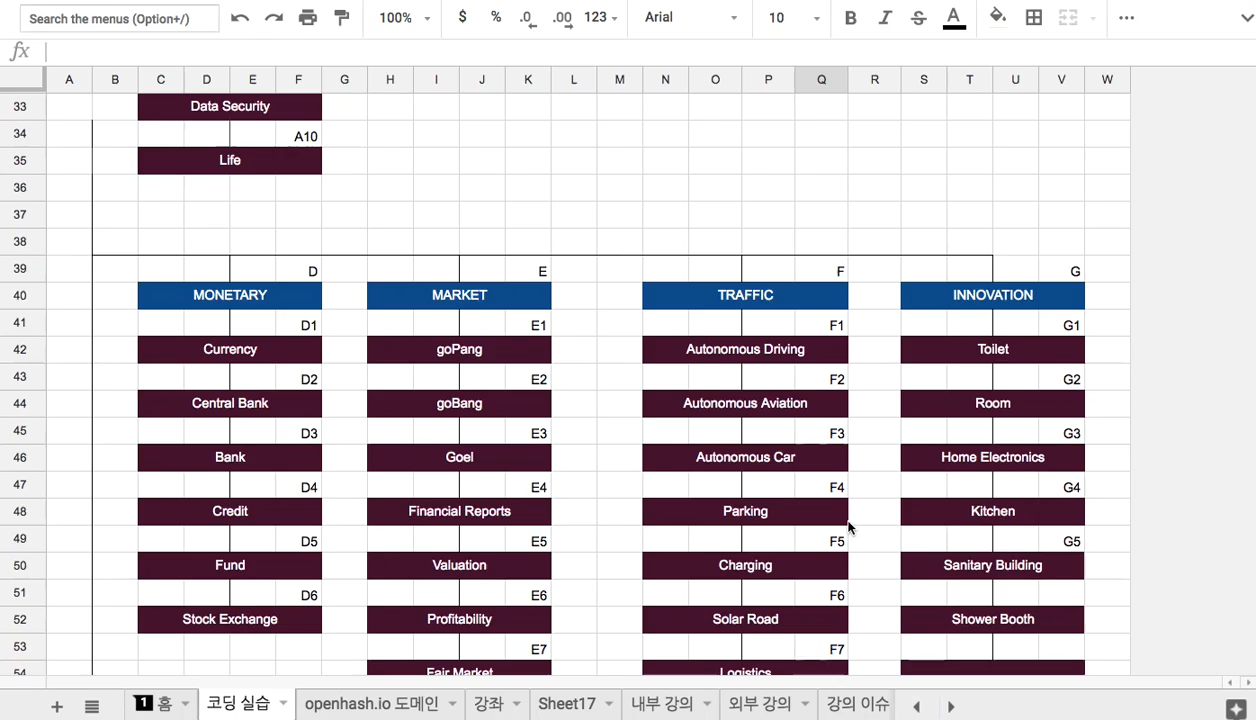 Search the menus (Option+/) 100% $ % .0 .00 123 Arial 10 B I S A
fx
A B C D E F G H I J K L M N O P Q R S T U V W
33 Data Security
34 A10
35 Life
36
37
38
39 D E F G
40 MONETARY MARKET TRAFFIC INNOVATION
41 D1 E1 F1 G1
42 Currency goPang Autonomous Driving Toilet
43 D2 E2 F2 G2
44 Central Bank goBang Autonomous Aviation Room
45 D3 E3 F3 G3
46 Bank Goel Autonomous Car Home Electronics
47 D4 E4 F4 G4
48 Credit Financial Reports Parking Kitchen
49 D5 E5 F5 G5
50 Fund Valuation Charging Sanitary Building
51 D6 E6 F6
52 Stock Exchange Profitability Solar Road Shower Booth
53 E7 F7
54 Fair Market Logistics
1 홈 코딩 실습 openhash.io 도메인 강좌 Sheet17 내부 강의 외부 강의 강의 이슈